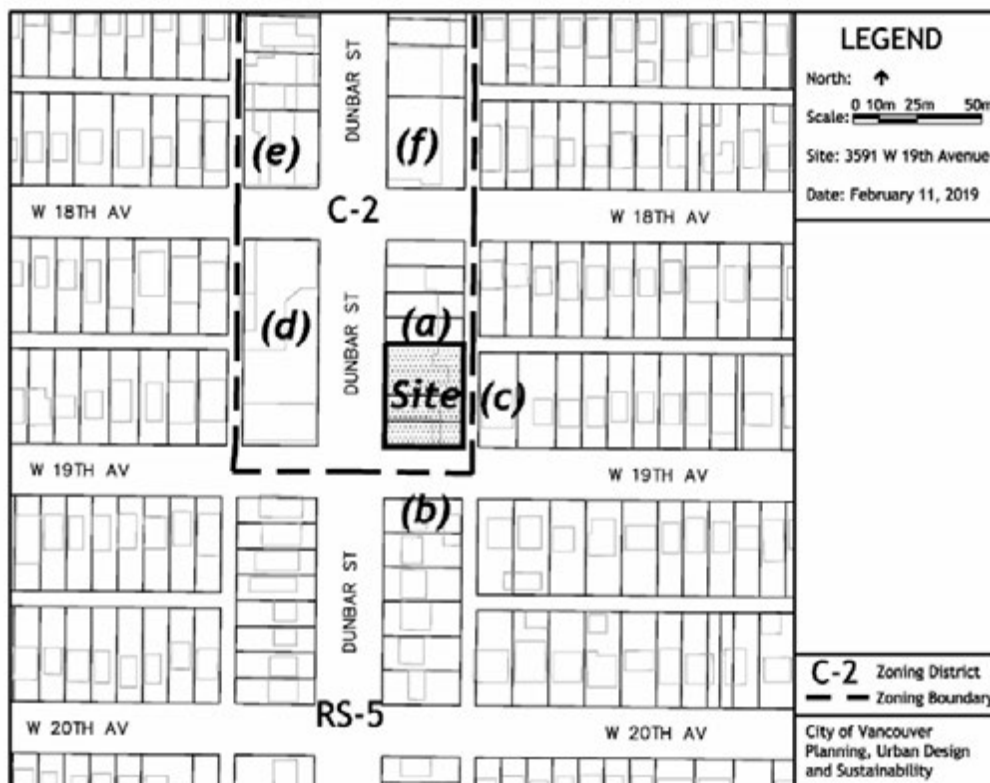 DUNBAR ST
(e)
(f)
W 18TH AV
C-2
W 18TH AV
(d)
DUNBAR ST
(a)
Site
(c)
W 19TH AV
W 19TH AV
(b)
DUNBAR ST
RS-5
W 20TH AV
W 20TH AV
LEGEND
North:
Scale: 0 10m 25m 50m
Site: 3591 W 19th Avenue
Date: February 11, 2019
C-2 Zoning District
Zoning Boundary
City of Vancouver
Planning, Urban Design
and Sustainability